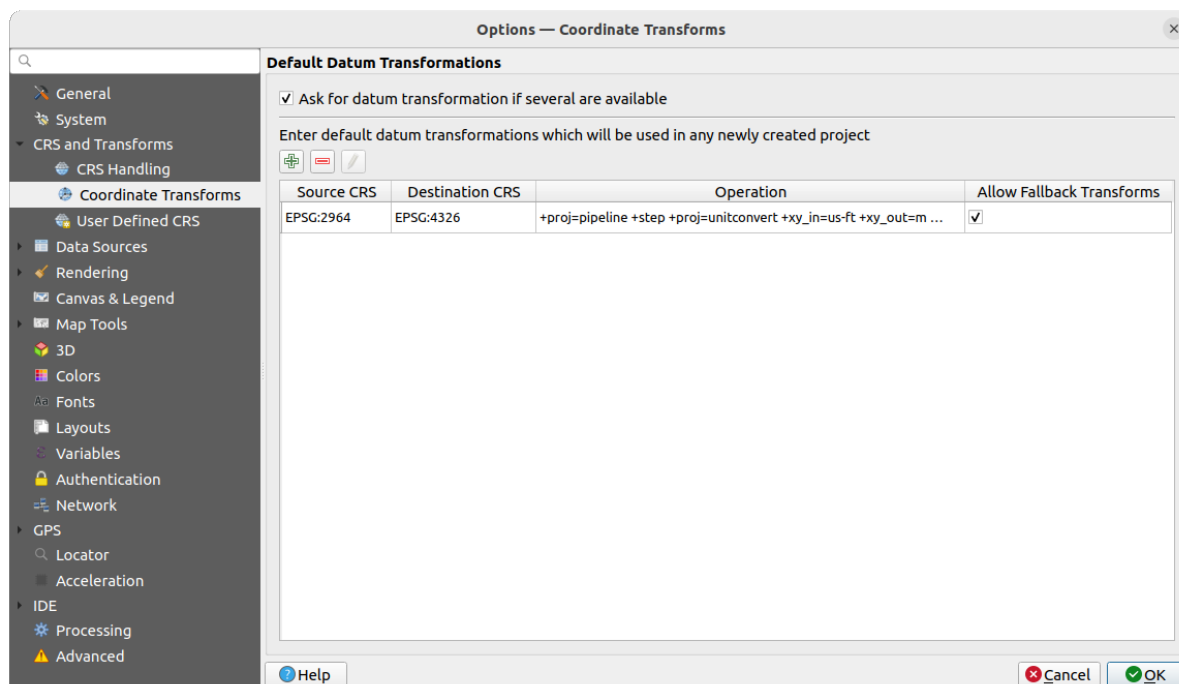 Options — Coordinate Transforms
General
System
CRS and Transforms
CRS Handling
Coordinate Transforms
User Defined CRS
Data Sources
Rendering
Canvas & Legend
Map Tools
3D
Colors
Fonts
Layouts
Variables
Authentication
Network
GPS
Locator
Acceleration
IDE
Processing
Advanced
Default Datum Transformations
Ask for datum transformation if several are available
Enter default datum transformations which will be used in any newly created project
Source CRS Destination CRS Operation Allow Fallback Transforms
EPSG:2964 EPSG:4326 +proj=pipeline +step +proj=unitconvert +xy_in=us-ft +xy_out=m ...
Help Cancel OK